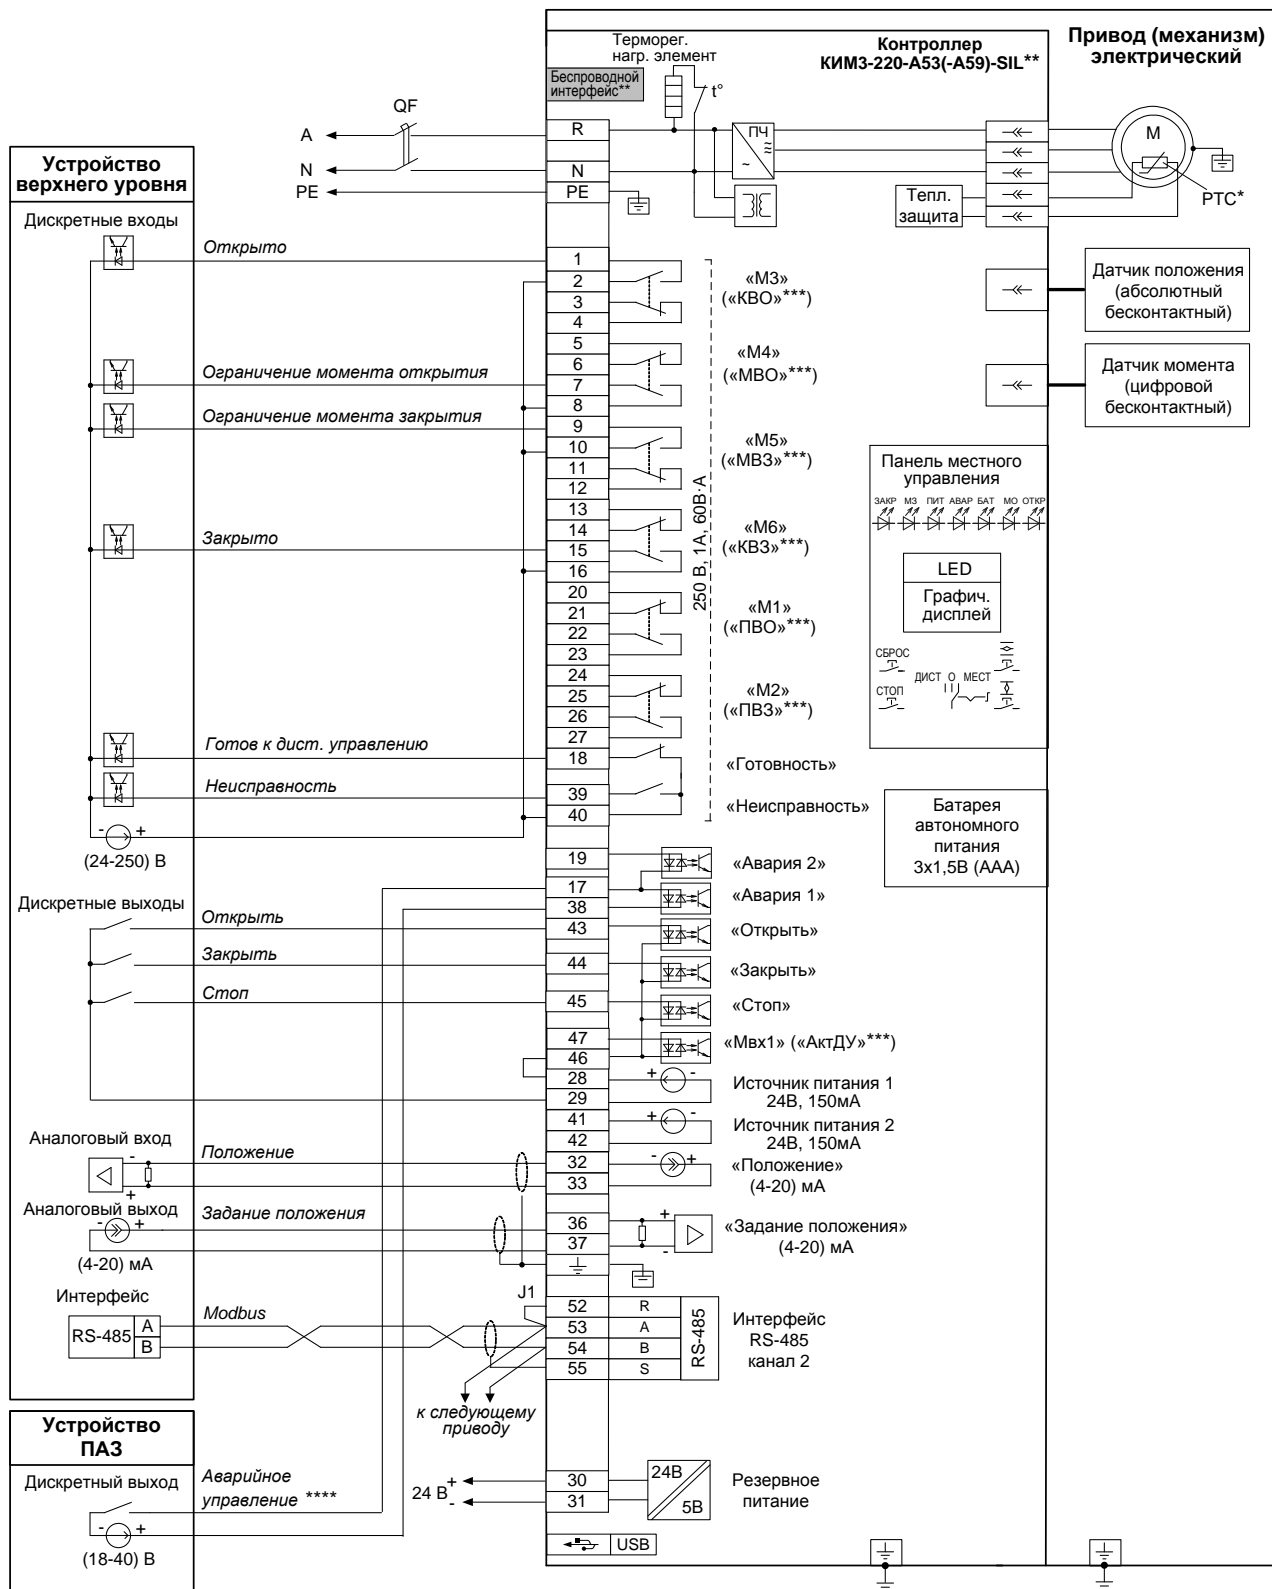 Привод (механизм)
электрический
Контроллер
КИМ3-220-А53(-А59)-SIL**
Терморег.
нагр. элемент
Беспроводной
интерфейс**
t°
QF
A
N
PE
R
N
PE
ПЧ
M
Тепл.
защита
PTC*
Устройство
верхнего уровня
Дискретные входы
Открыто
Ограничение момента открытия
Ограничение момента закрытия
Закрыто
Готов к дист. управлению
Неисправность
- +
(24-250) В
1
2
3
4
5
6
7
8
9
10
11
12
13
14
15
16
20
21
22
23
24
25
26
27
18
39
40
«М3»
(«КВО»***)
«М4»
(«МВО»***)
«М5»
(«МВЗ»***)
«М6»
(«КВЗ»***)
«М1»
(«ПВО»***)
«М2»
(«ПВЗ»***)
«Готовность»
«Неисправность»
250 В, 1А, 60В·А
Датчик положения
(абсолютный
бесконтактный)
Датчик момента
(цифровой
бесконтактный)
Панель местного
управления
ЗАКР МЗ ПИТ АВАР БАТ МО ОТКР
LED
Графич.
дисплей
СБРОС
СТОП
ДИСТ О МЕСТ
Батарея
автономного
питания
3х1,5В (ААА)
19
17
38
43
44
45
47
46
28
29
41
42
32
33
36
37
«Авария 2»
«Авария 1»
«Открыть»
«Закрыть»
«Стоп»
«Мвх1» («АктДУ»***)
+ -
Источник питания 1
24В, 150мА
+ -
Источник питания 2
24В, 150мА
- +
«Положение»
(4-20) мА
+
-
«Задание положения»
(4-20) мА
Дискретные выходы
Открыть
Закрыть
Стоп
Аналоговый вход
-
+
Положение
Аналоговый выход
- +
Задание положения
(4-20) мА
Интерфейс
RS-485
A
B
Modbus
J1
52 R
53 A
54 B
55 S
RS-485
Интерфейс
RS-485
канал 2
к следующему
приводу
Устройство
ПАЗ
Дискретный выход
Аварийное
управление ****
- +
(18-40) В
24 В
+
-
30
31
24В
5В
Резервное
питание
USB